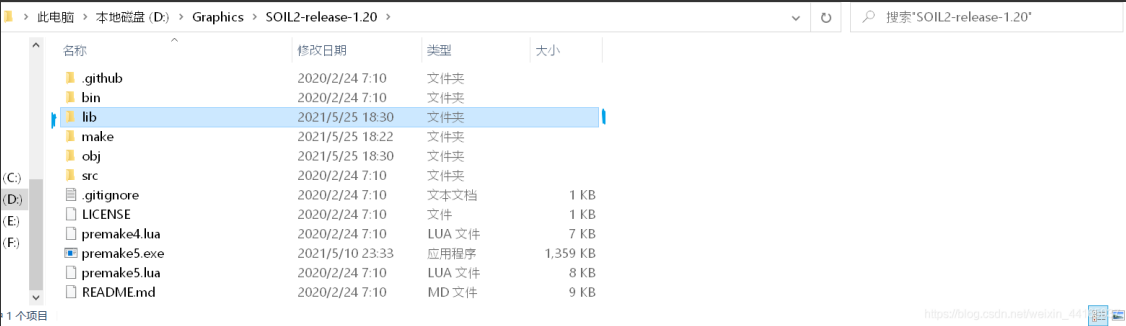 此电脑 > 本地磁盘 (D:) > Graphics > SOIL2-release-1.20 >
搜索"SOIL2-release-1.20"
名称 修改日期 类型 大小
.github 2020/2/24 7:10 文件夹
bin 2020/2/24 7:10 文件夹
lib 2021/5/25 18:30 文件夹
make 2021/5/25 18:22 文件夹
obj 2021/5/25 18:30 文件夹
src 2020/2/24 7:10 文件夹
(C:)
.gitignore 2020/2/24 7:10 文本文档 1 KB
(D:)
LICENSE 2020/2/24 7:10 文件 1 KB
(E:)
premake4.lua 2020/2/24 7:10 LUA 文件 7 KB
(F:)
premake5.exe 2021/5/10 23:33 应用程序 1,359 KB
premake5.lua 2020/2/24 7:10 LUA 文件 8 KB
README.md 2020/2/24 7:10 MD 文件 9 KB
1 个项目